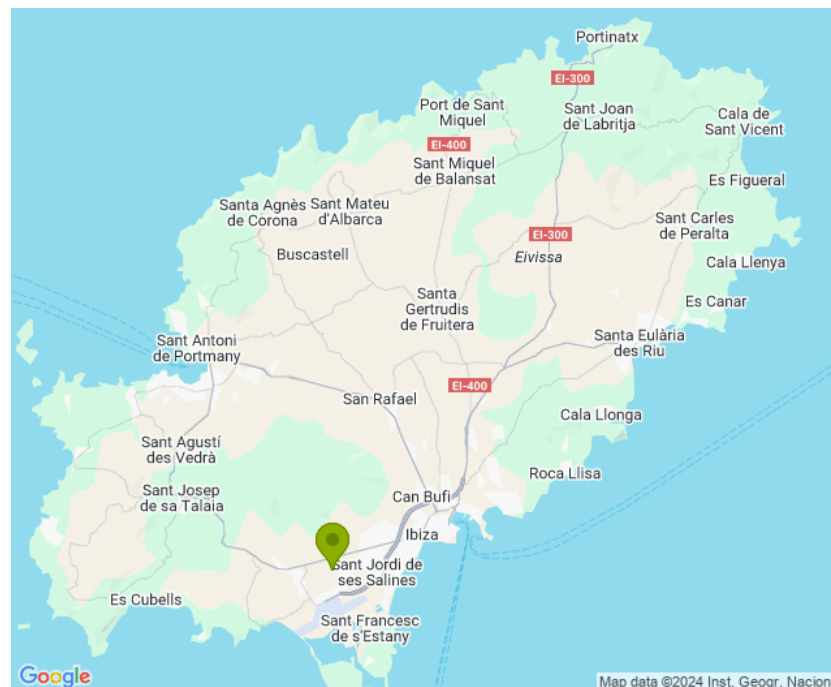 Portinatx
EI-300
Port de Sant
Miquel
Sant Joan
de Labritja
Cala de
Sant Vicent
EI-400
Sant Miquel
de Balansat
Es Figueral
Santa Agnès
de Corona
Sant Mateu
d'Albarca
Sant Carles
de Peralta
EI-300
Buscastell
Eivissa
Cala Llenya
Santa
Gertrudis
de Fruitera
Es Canar
Sant Antoni
de Portmany
Santa Eulària
des Riu
EI-400
San Rafael
Cala Llonga
Sant Agustí
des Vedrà
Roca Llisa
Sant Josep
de sa Talaia
Can Bufi
Ibiza
Sant Jordi de
ses Salines
Es Cubells
Sant Francesc
de s'Estany
Google
Map data ©2024 Inst. Geogr. Nacion